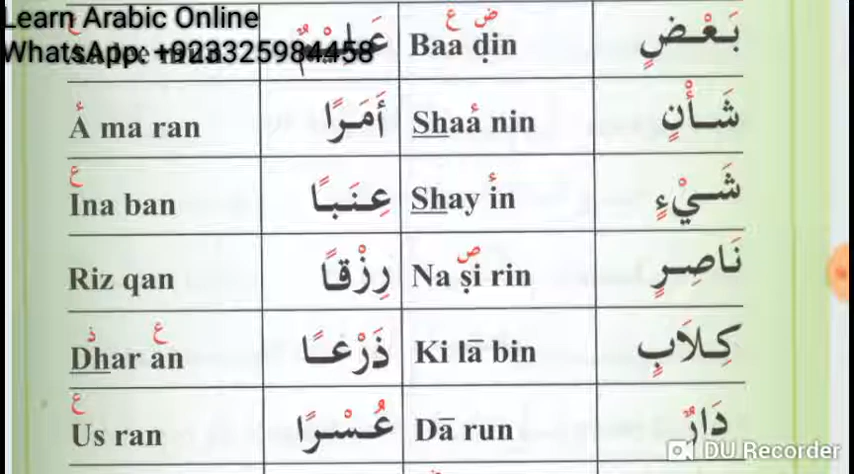 Learn Arabic Online
WhatsApp: +923325984458
عَلِيْمٌ Baa ḍin بَعْضٍ
A ma ran أَمَرًا Shaa nin شَأْنٍ
Ina ban عِنَبًا Shay in شَيْءٍ
Riz qan رِزْقًا Na ṣi rin نَاصِرٍ
Dhar an ذَرْعًا Ki lā bin كِلَابٍ
Us ran عُسْرًا Dā run دَارٌ
DU Recorder